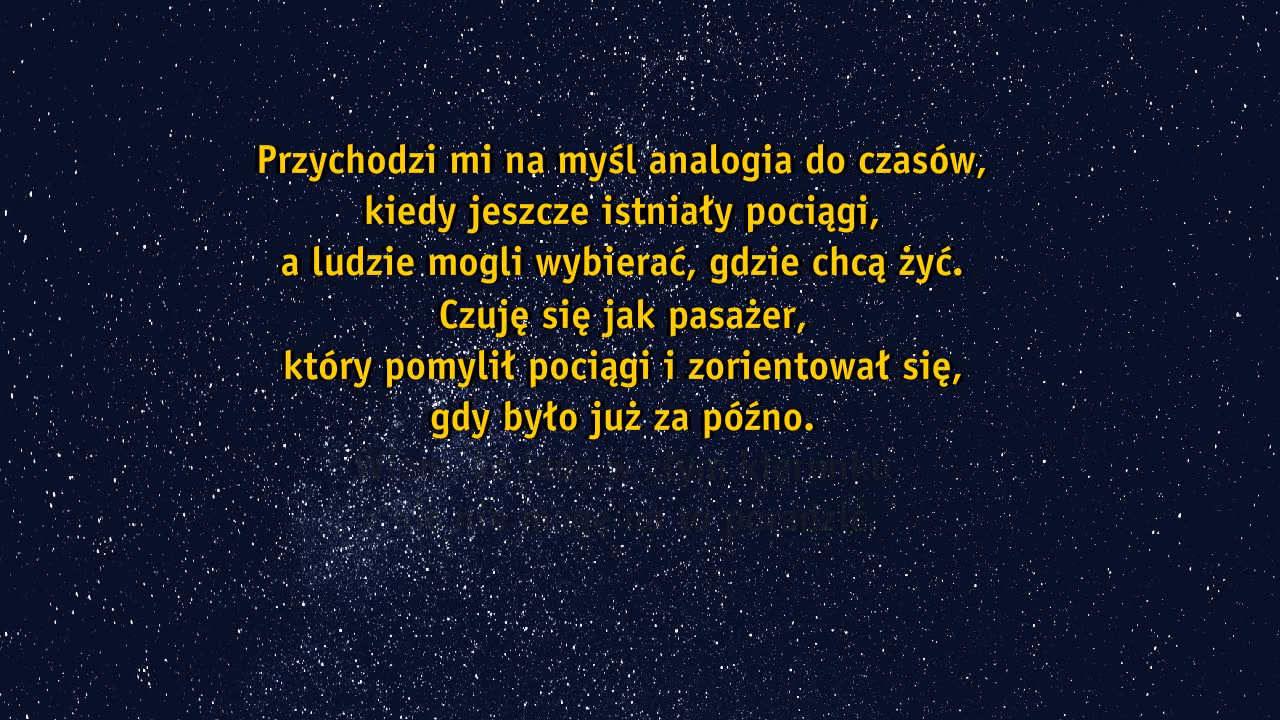 Przychodzi mi na myśl analogia do czasów,
kiedy jeszcze istniały pociągi,
a ludzie mogli wybierać, gdzie chcą żyć.
Czuję się jak pasażer,
który pomylił pociągi i zorientował się,
gdy było już za późno.